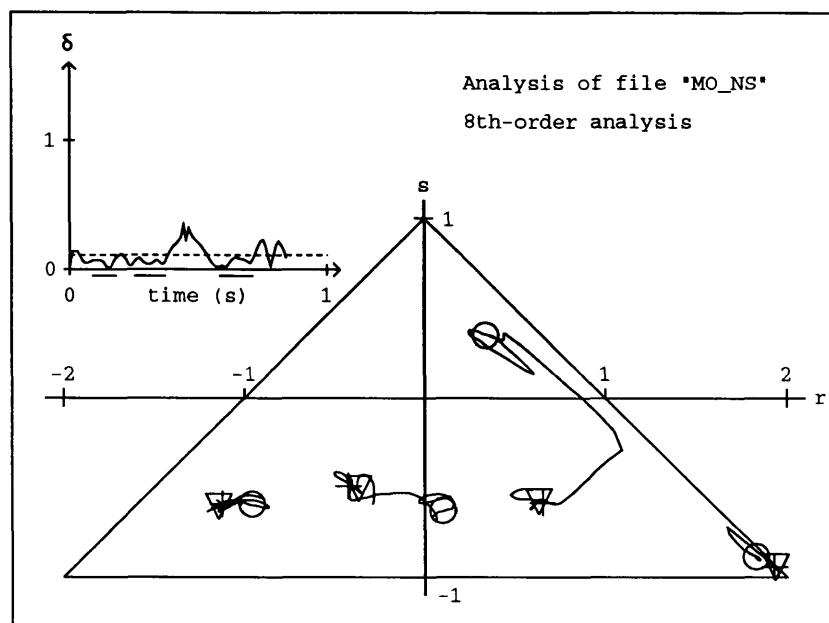 δ
Analysis of file "MO_NS"
8th-order analysis
1
s
1
0
0
time (s)
1
-2
-1
1
2
r
-1